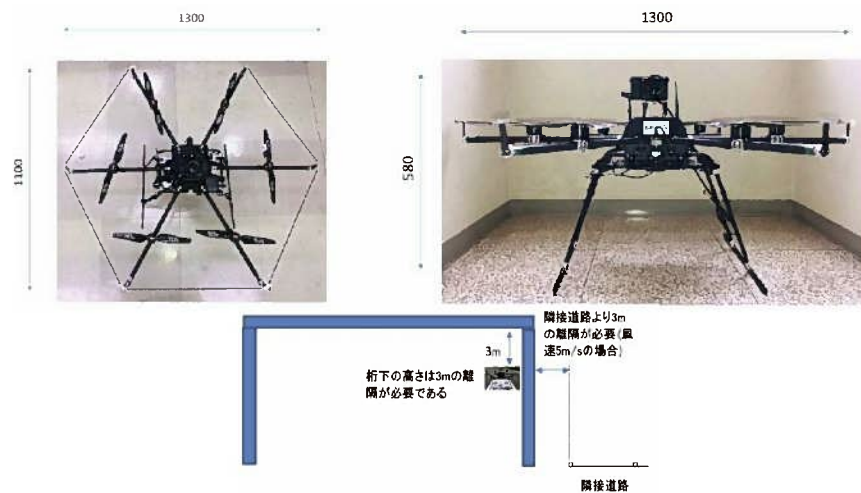 1300
1300
1100
580
隣接道路より3m
の離隔が必要(風
速5m/sの場合)
3m
桁下の高さは3mの離
隔が必要である
隣接道路